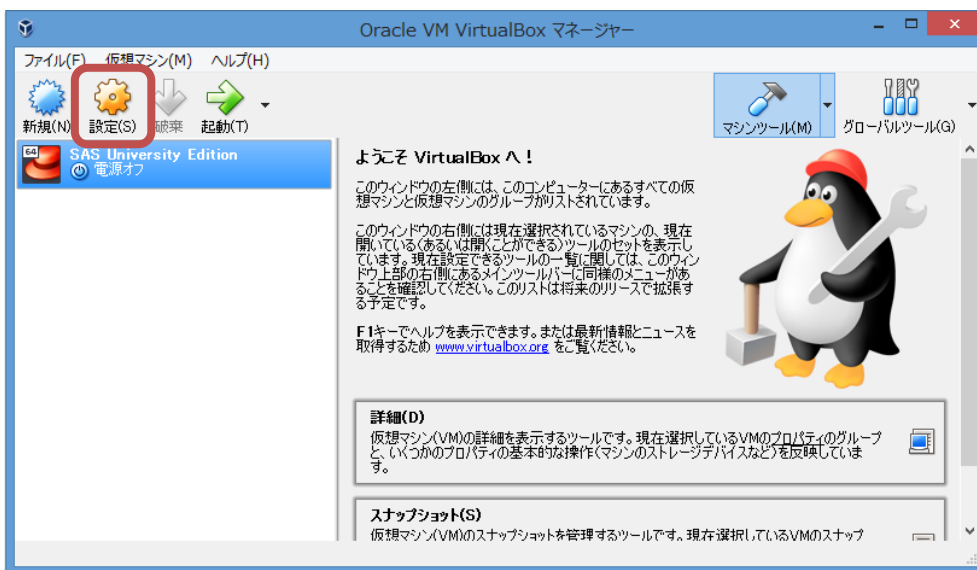 Oracle VM VirtualBox マネージャー
ファイル(F) 仮想マシン(M) ヘルプ(H)
新規(N) 設定(S) 破棄 起動(T) マシンツール(M) グローバルツール(G)
64
SAS University Edition
電源オフ
ようこそ VirtualBox へ!
このウィンドウの左側には、このコンピューターにあるすべての仮
想マシンと仮想マシンのグループがリストされています。
このウィンドウの右側には現在選択されているマシンの、現在
開いている(あるいは開くことができる)ツールのセットを表示し
ています。現在設定できるツールの一覧に関しては、このウィン
ドウ上部の右側にあるメインツールバーに同様のメニューがあ
ることを確認してください。このリストは将来のリリースで拡張す
る予定です。
F1キーでヘルプを表示できます。または最新情報とニュースを
取得するため www.virtualbox.org をご覧ください。
詳細(D)
仮想マシン(VM)の詳細を表示するツールです。現在選択しているVMのプロパティのグループ
と、いくつかのプロパティの基本的な操作(マシンのストレージデバイスなど)を反映していま
す。
スナップショット(S)
仮想マシン(VM)のスナップショットを管理するツールです。現在選択しているVMのスナップ